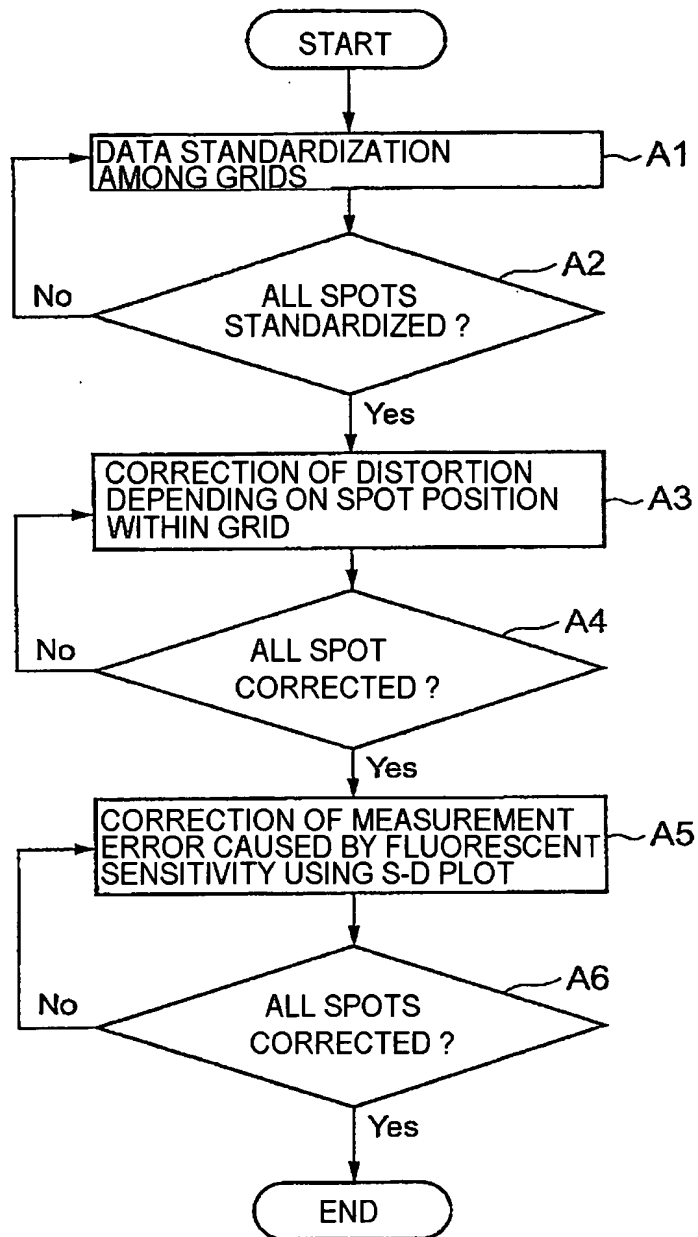 START
DATA STANDARDIZATION
AMONG GRIDS
A1
A2
No
ALL SPOTS
STANDARDIZED ?
Yes
CORRECTION OF DISTORTION
DEPENDING ON SPOT POSITION
WITHIN GRID
A3
A4
No
ALL SPOT
CORRECTED ?
Yes
CORRECTION OF MEASUREMENT
ERROR CAUSED BY FLUORESCENT
SENSITIVITY USING S-D PLOT
A5
A6
No
ALL SPOTS
CORRECTED ?
Yes
END